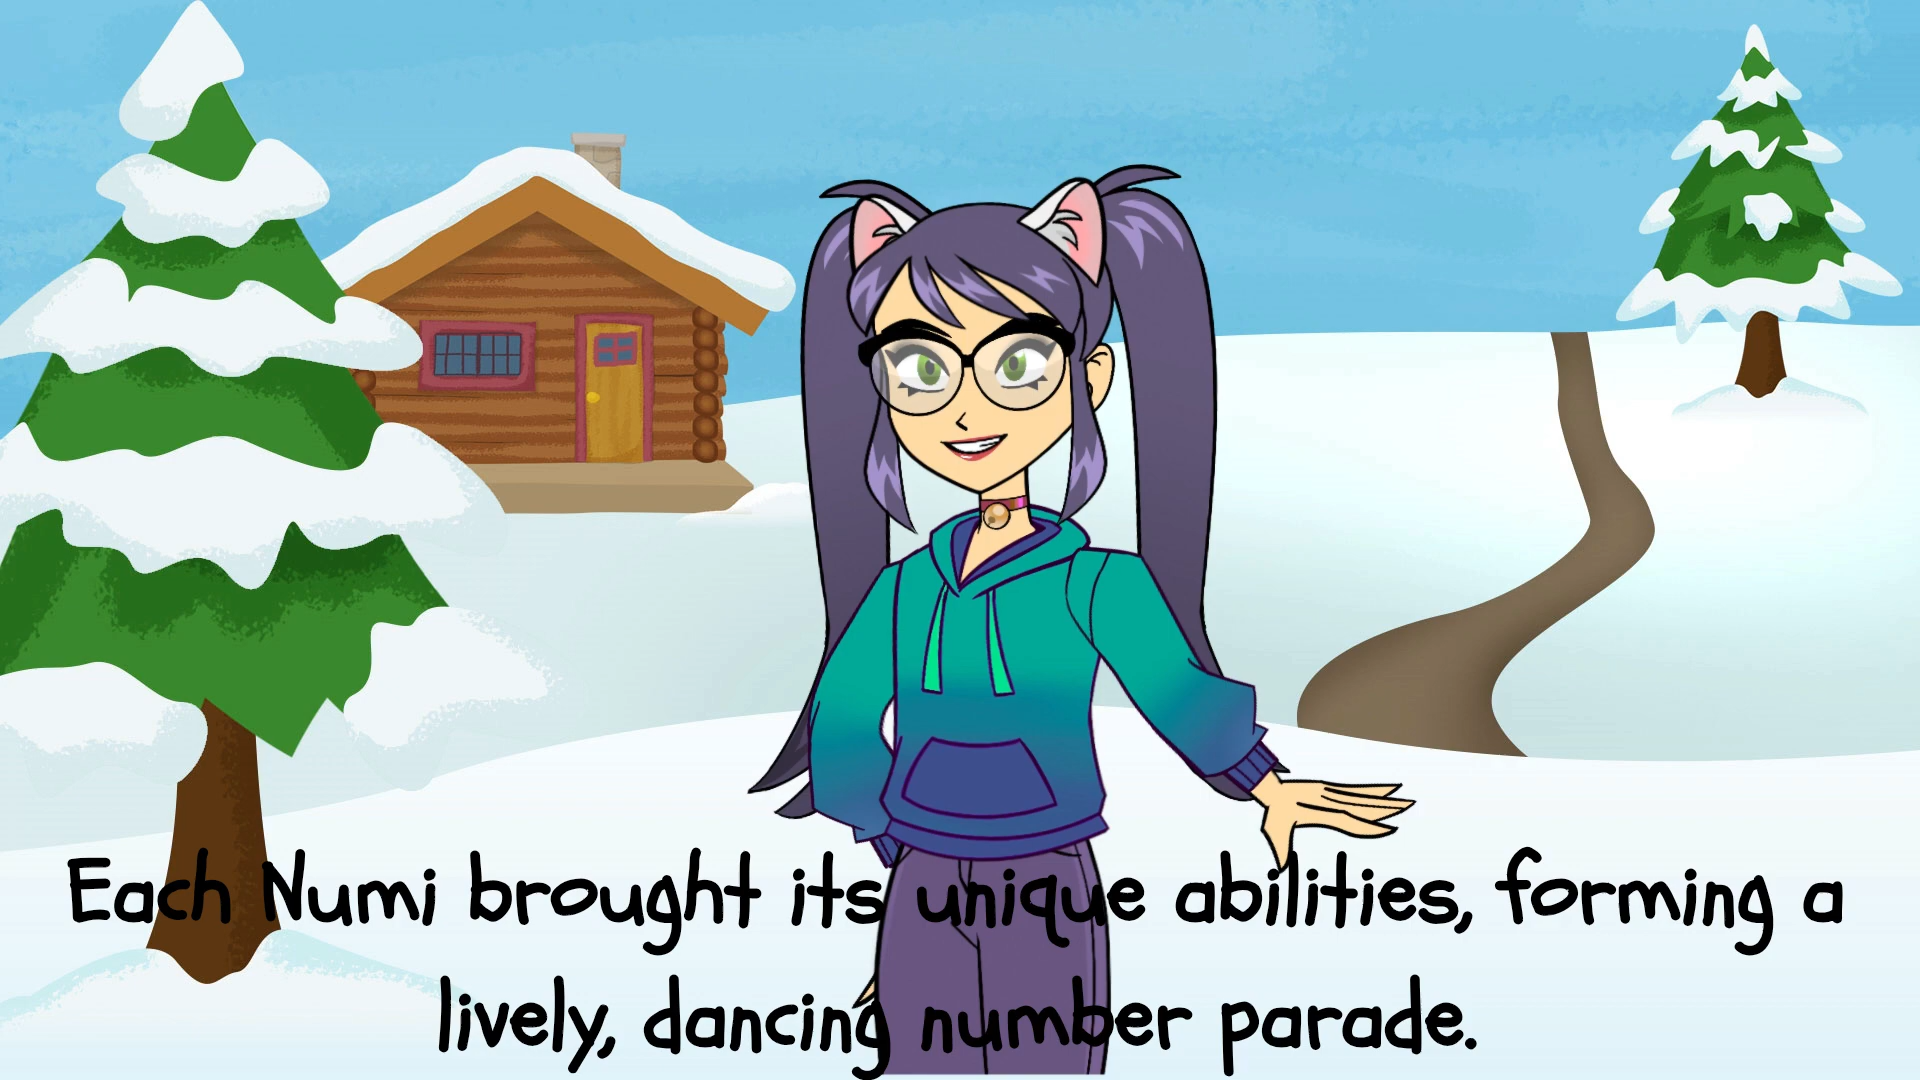 Each Numi brought its unique abilities, forming a
lively, dancing number parade.